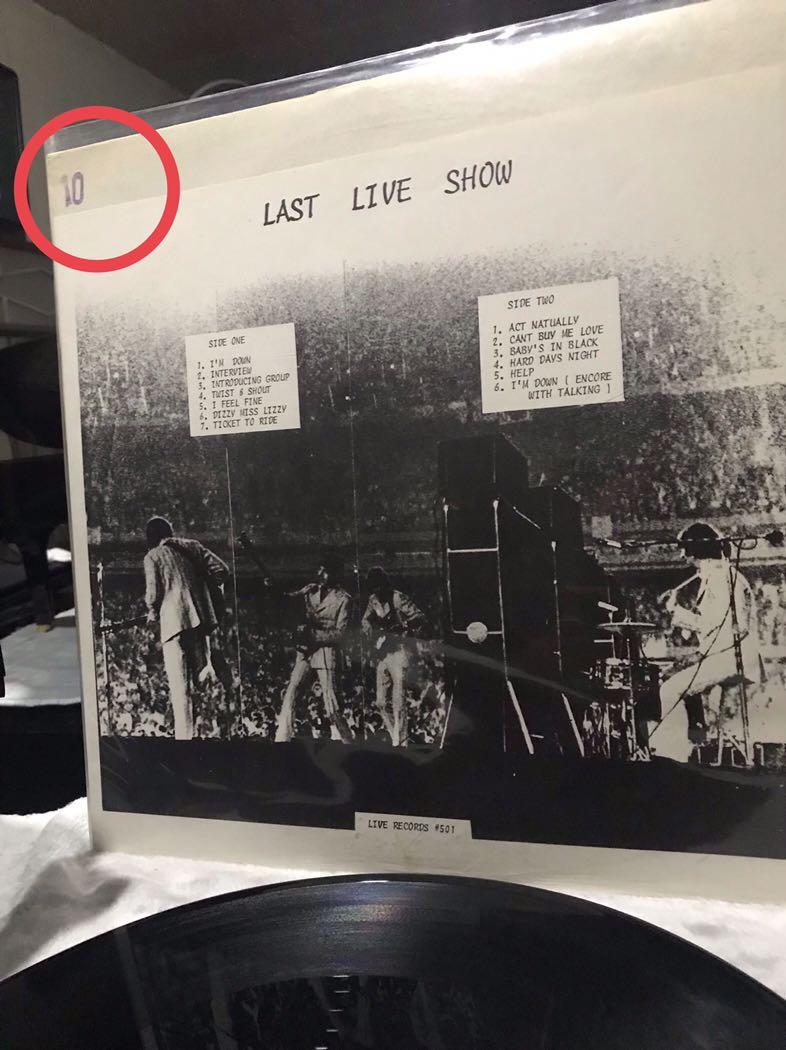 10
LAST LIVE SHOW
SIDE ONE
1. I'M DOWN
2. INTERVIEW
3. INTRODUCING GROUP
4. TWIST & SHOUT
5. I FEEL FINE
6. DIZZY MISS LIZZY
7. TICKET TO RIDE
SIDE TWO
1. ACT NATUALLY
2. CANT BUY ME LOVE
3. BABY'S IN BLACK
4. HARD DAYS NIGHT
5. HELP
6. I'M DOWN ( ENCORE
WITH TALKING )
LIVE RECORDS #501